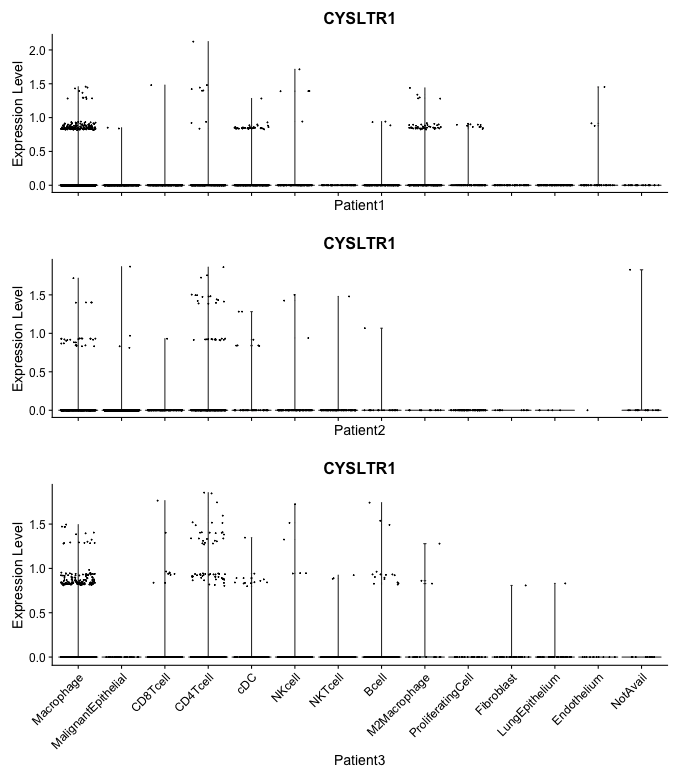 CYSLTR1
Expression Level
2.0
1.5
1.0
0.5
0.0
Patient1
CYSLTR1
Expression Level
1.5
1.0
0.5
0.0
Patient2
CYSLTR1
Expression Level
1.5
1.0
0.5
0.0
Macrophage
MalignantEpithelial
CD8Tcell
CD4Tcell
cDC
NKcell
NKTcell
Bcell
M2Macrophage
ProliferatingCell
Fibroblast
LungEpithelium
Endothelium
NotAvail
Patient3